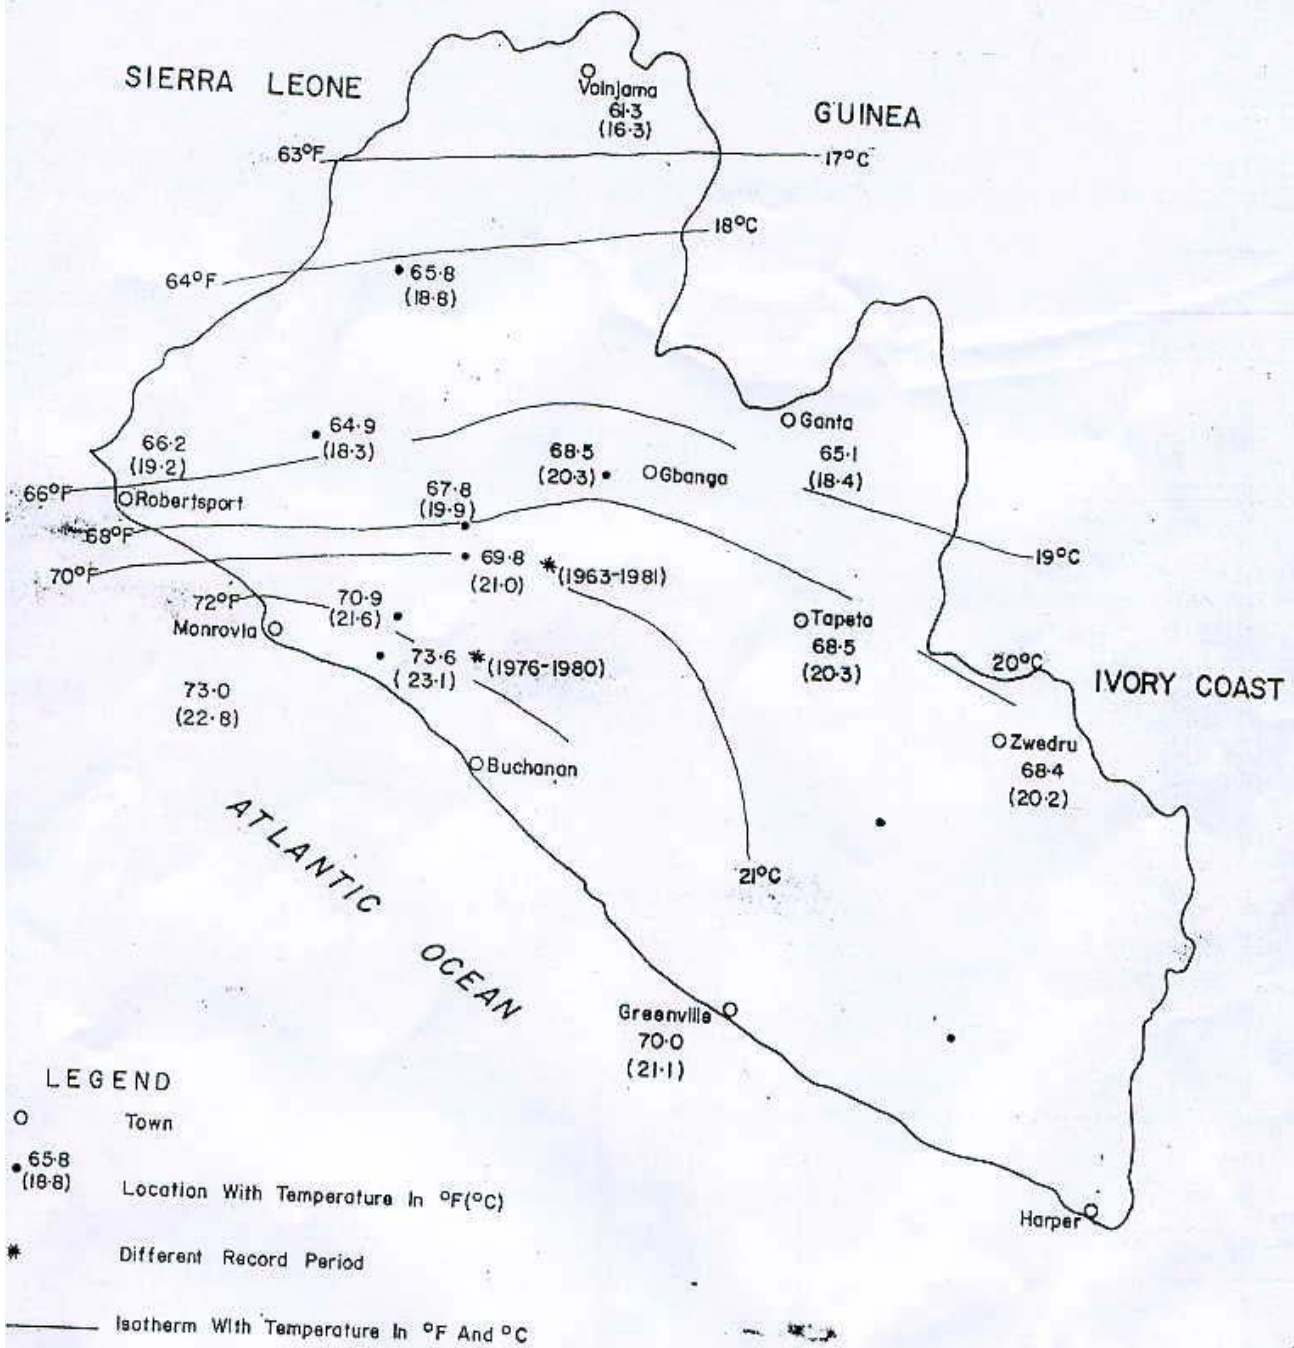 SIERRA LEONE
Voinjama
61.3
(16.3)
GUINEA
63°F
17°C
18°C
64°F
65.8
(18.8)
Ganta
65.1
(18.4)
64.9
(18.3)
66.2
(19.2)
68.5
(20.3)
Gbanga
66°F
Robertsport
67.8
(19.9)
68°F
19°C
69.8
(21.0)
(1963-1981)
70°F
72°F
70.9
(21.6)
Monrovia
Tapeta
68.5
(20.3)
73.6
(23.1)
(1976-1980)
20°C
IVORY COAST
73.0
(22.8)
Zwedru
68.4
(20.2)
Buchanan
ATLANTIC
OCEAN
21°C
Greenville
70.0
(21.1)
Harper
LEGEND
Town
65.8
(18.8)
Location With Temperature In °F(°C)
Different Record Period
Isotherm With Temperature In °F And °C